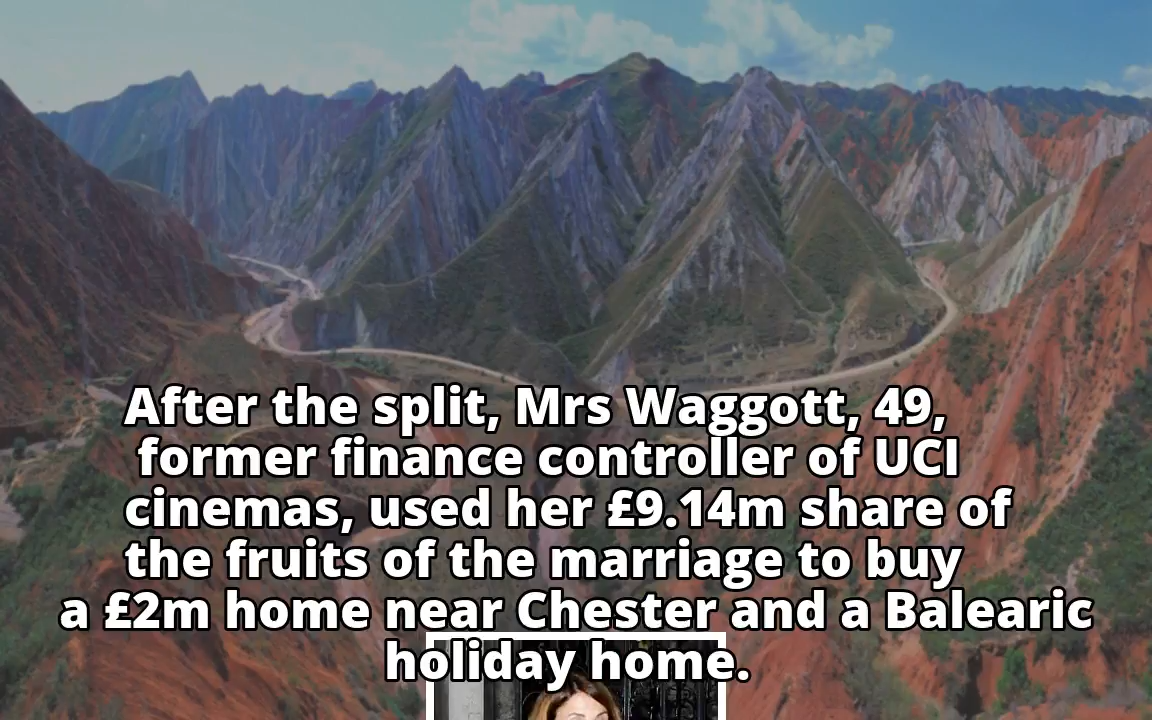 After the split, Mrs Waggott, 49,
former finance controller of UCI
cinemas, used her £9.14m share of
the fruits of the marriage to buy
a £2m home near Chester and a Balearic
holiday home.